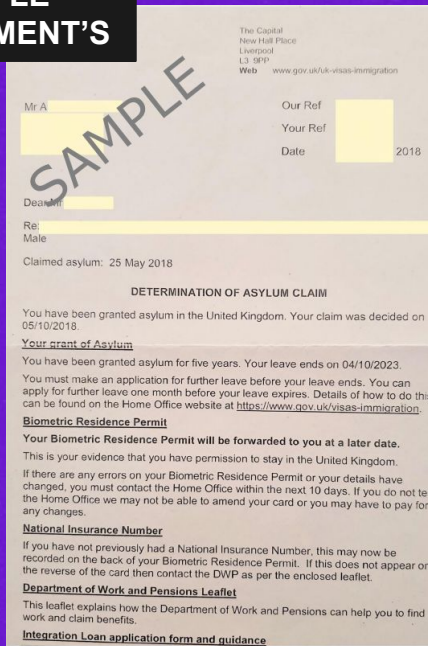 LE
MENT'S
The Capital
New Hall Place
Liverpool
L3 9PP
Web www.gov.uk/uk-visas-immigration
Mr A
Our Ref
Your Ref
Date 2018
SAMPLE
Dear Mr
Re:
Male
Claimed asylum: 25 May 2018
DETERMINATION OF ASYLUM CLAIM
You have been granted asylum in the United Kingdom. Your claim was decided on
05/10/2018.
Your grant of Asylum
You have been granted asylum for five years. Your leave ends on 04/10/2023.
You must make an application for further leave before your leave ends. You can
apply for further leave one month before your leave expires. Details of how to do thi
can be found on the Home Office website at https://www.gov.uk/visas-immigration.
Biometric Residence Permit
Your Biometric Residence Permit will be forwarded to you at a later date.
This is your evidence that you have permission to stay in the United Kingdom.
If there are any errors on your Biometric Residence Permit or your details have
changed, you must contact the Home Office within the next 10 days. If you do not te
the Home Office we may not be able to amend your card or you may have to pay for
any changes.
National Insurance Number
If you have not previously had a National Insurance Number, this may now be
recorded on the back of your Biometric Residence Permit. If this does not appear or
the reverse of the card then contact the DWP as per the enclosed leaflet.
Department of Work and Pensions Leaflet
This leaflet explains how the Department of Work and Pensions can help you to find
work and claim benefits.
Integration Loan application form and guidance